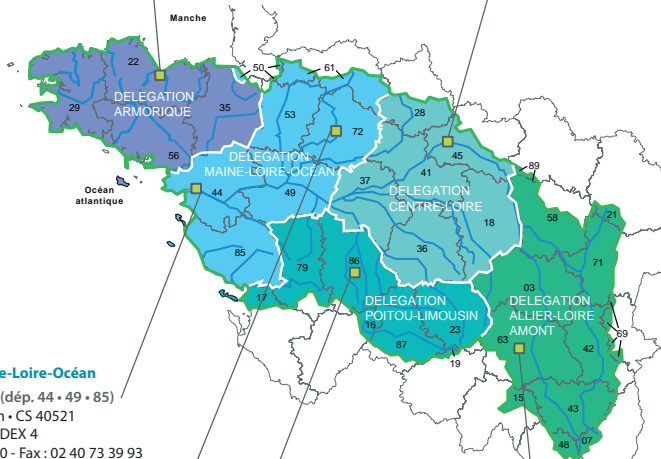 Manche
50
61
22
DELEGATION
ARMORIQUE
29
35
53
72
28
45
56
DELEGATION
MAINE-LOIRE-OCÉAN
89
41
37
DELEGATION
CENTRE-LOIRE
Océan
atlantique
44
49
18
58
21
85
36
79
86
71
17
03
DELEGATION
POITOU-LIMOUSIN
DELEGATION
ALLIER-LOIRE
AMONT
16
23
87
63
69
42
19
e-Loire-Océan
(dép. 44 • 49 • 85)
n • CS 40521
DEX 4
0 - Fax : 02 40 73 39 93
15
43
48
07